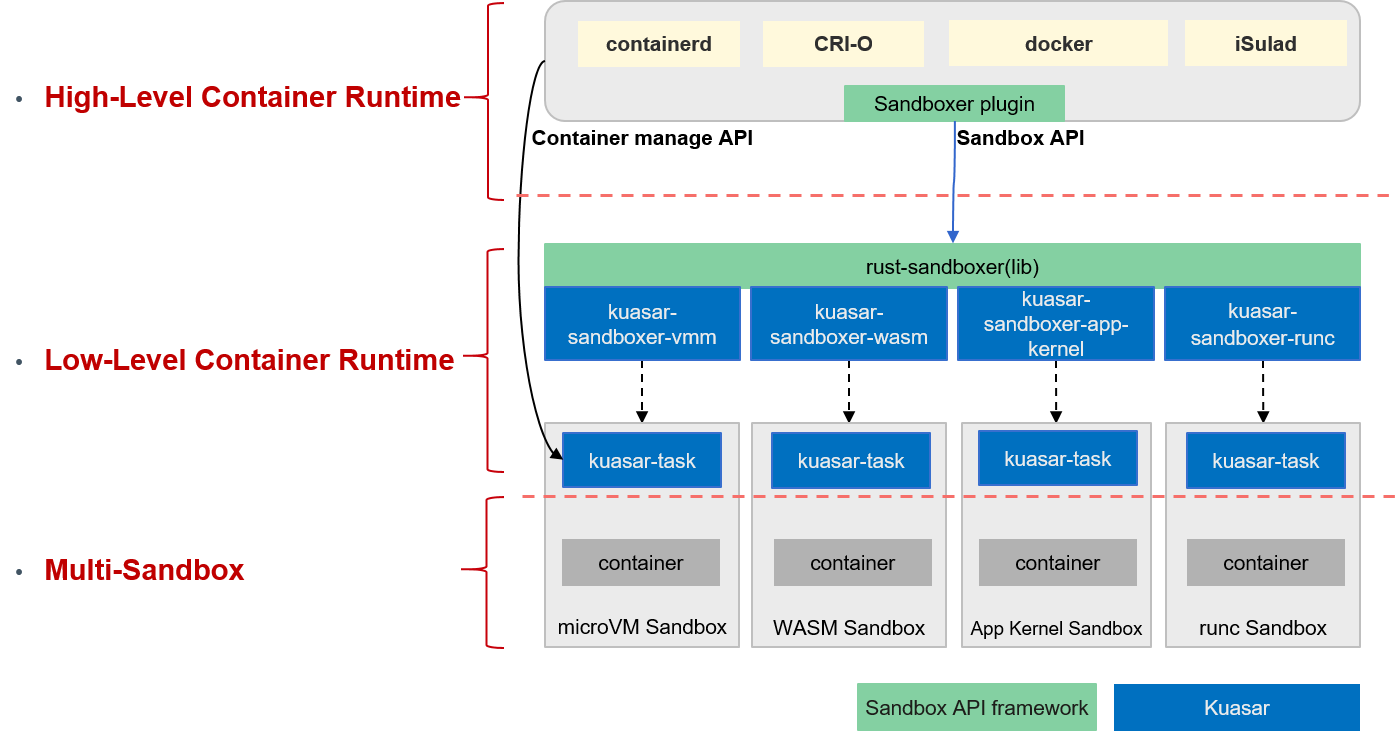 containerd
CRI-O
docker
iSulad
• High-Level Container Runtime
Sandboxer plugin
Container manage API
Sandbox API
rust-sandboxer(lib)
kuasar-
sandboxer-vmm
kuasar-
sandboxer-wasm
kuasar-
sandboxer-app-
kernel
kuasar-
sandboxer-runc
• Low-Level Container Runtime
kuasar-task
kuasar-task
kuasar-task
kuasar-task
• Multi-Sandbox
container
container
container
container
microVM Sandbox
WASM Sandbox
App Kernel Sandbox
runc Sandbox
Sandbox API framework
Kuasar